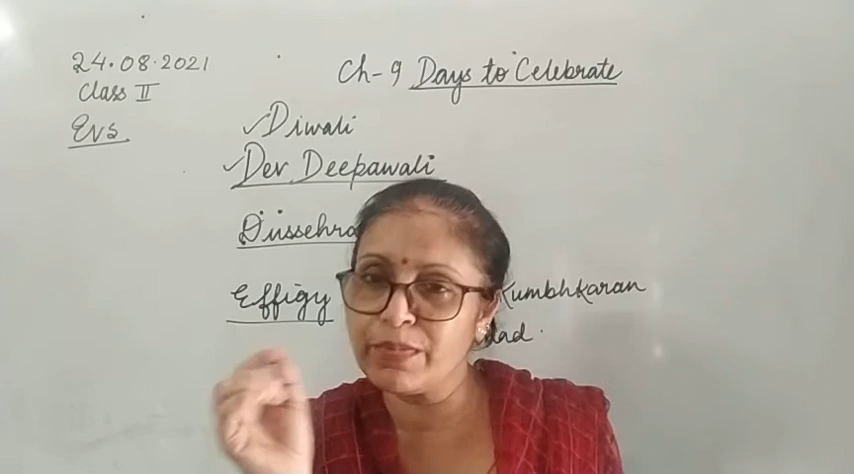 24.08.2021
Ch-9 Days to Celebrate
Class II
Evs.
Diwali
Dev Deepawali
Effigy Kumbhkaran